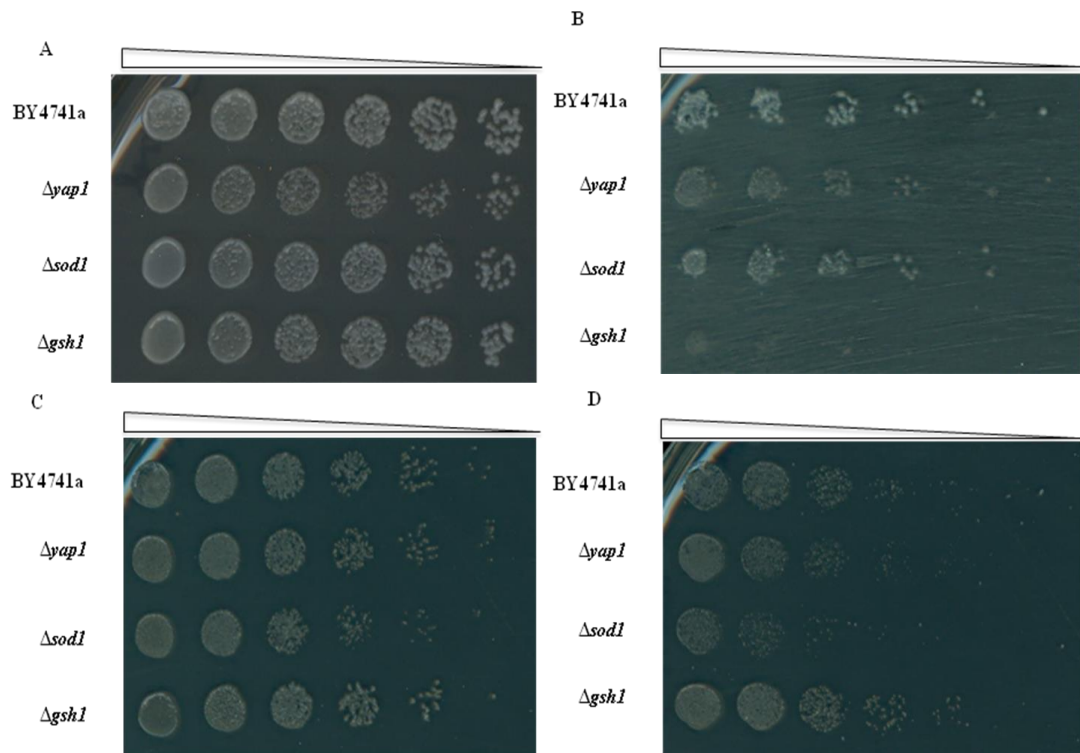 A
BY4741a
Δyap1
Δsod1
Δgsh1
B
BY4741a
Δyap1
Δsod1
Δgsh1
C
BY4741a
Δyap1
Δsod1
Δgsh1
D
BY4741a
Δyap1
Δsod1
Δgsh1